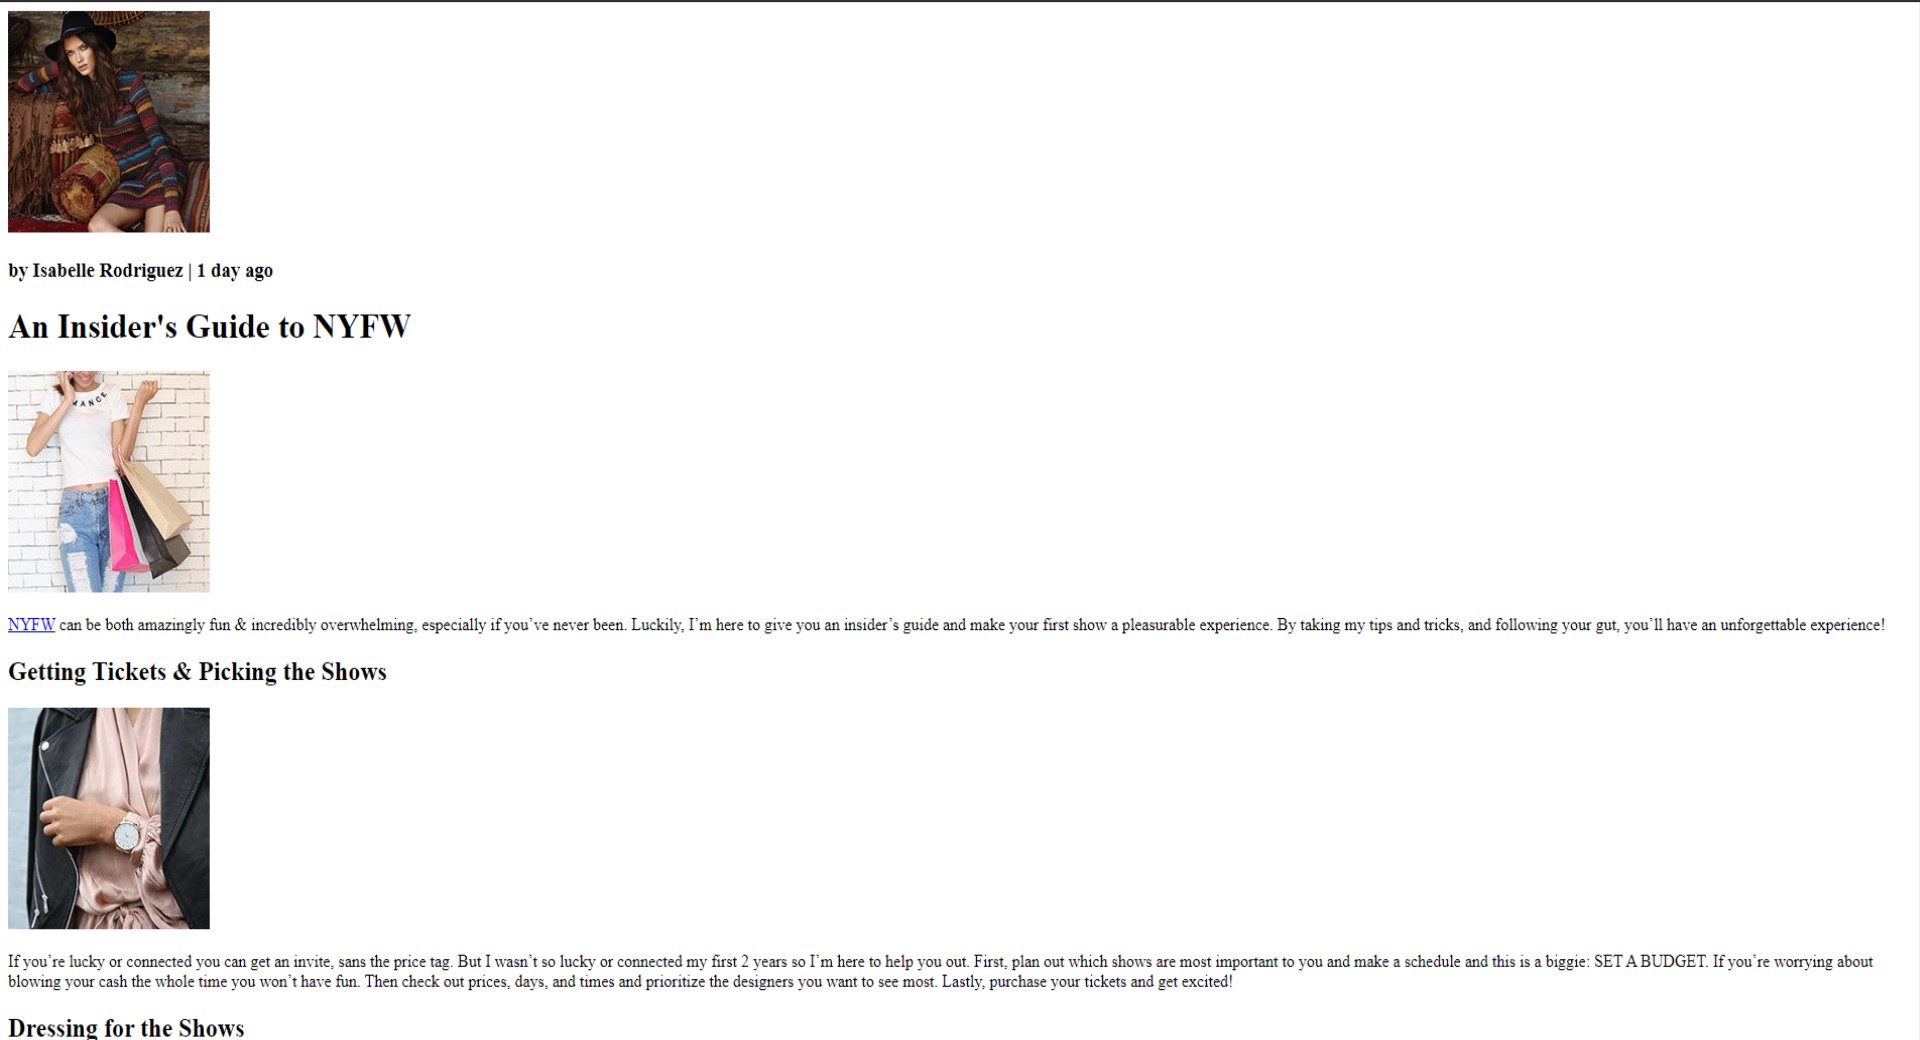 by Isabelle Rodriguez | 1 day ago
An Insider's Guide to NYFW
MANCE
NYFW can be both amazingly fun & incredibly overwhelming, especially if you’ve never been. Luckily, I’m here to give you an insider’s guide and make your first show a pleasurable experience. By taking my tips and tricks, and following your gut, you’ll have an unforgettable experience!
Getting Tickets & Picking the Shows
If you’re lucky or connected you can get an invite, sans the price tag. But I wasn’t so lucky or connected my first 2 years so I’m here to help you out. First, plan out which shows are most important to you and make a schedule and this is a biggie: SET A BUDGET. If you’re worrying about
blowing your cash the whole time you won’t have fun. Then check out prices, days, and times and prioritize the designers you want to see most. Lastly, purchase your tickets and get excited!
Dressing for the Shows